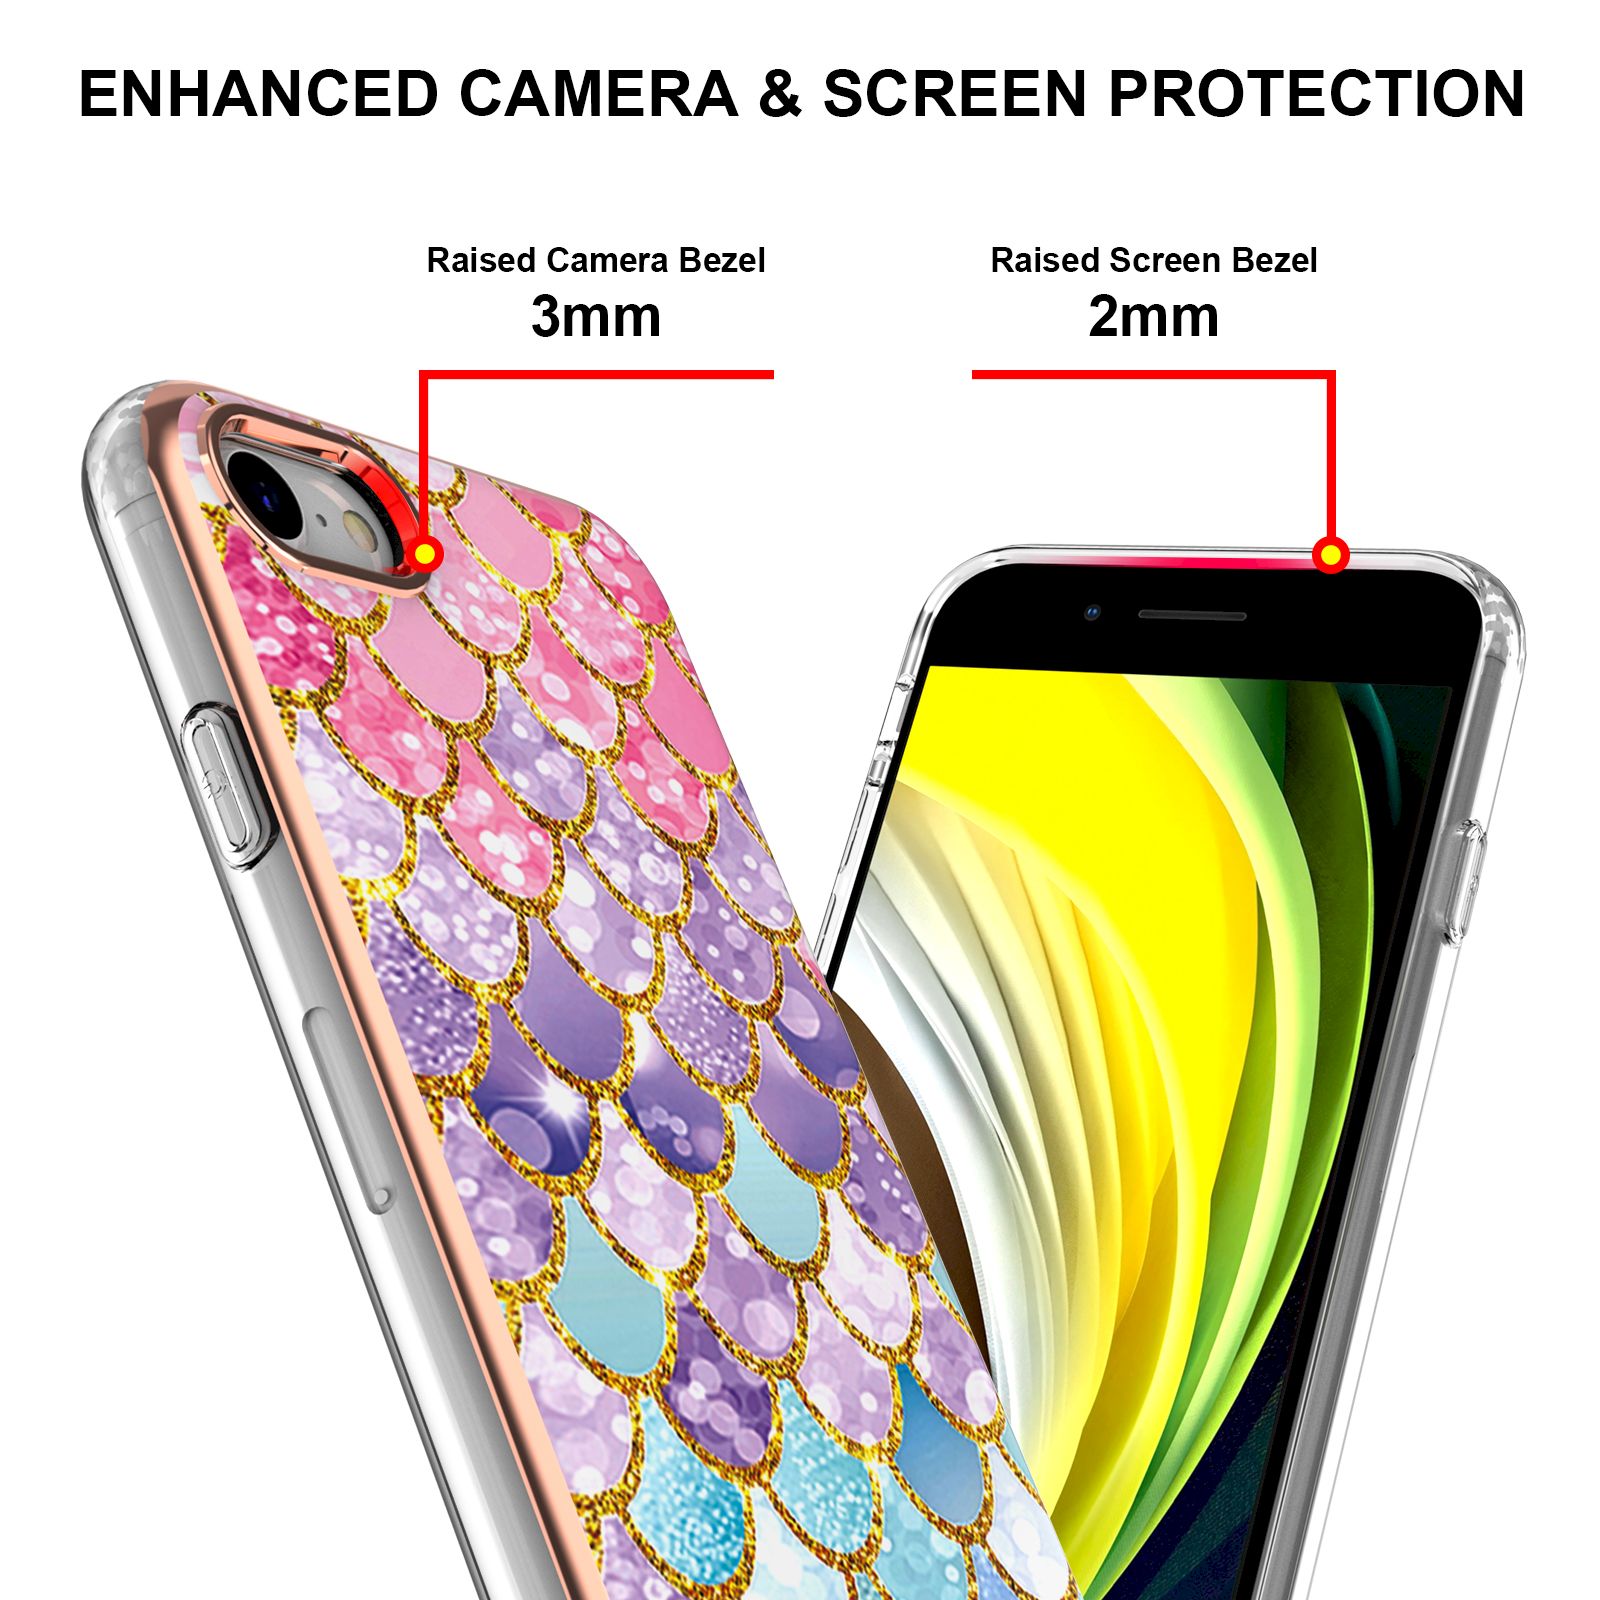 ENHANCED CAMERA & SCREEN PROTECTION
Raised Camera Bezel
3mm
Raised Screen Bezel
2mm